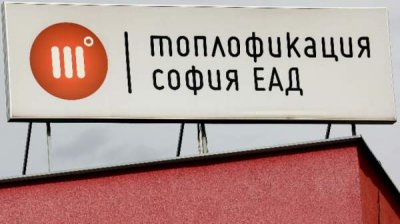 т°
топлофикация
софия ЕАД